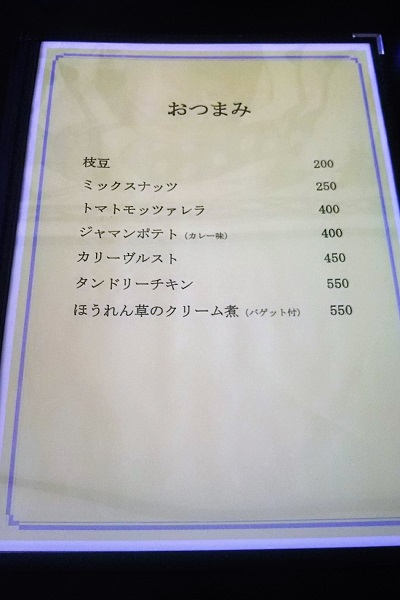 おつまみ
枝豆 200
ミックスナッツ 250
トマトモッツァレラ 400
ジャマンポテト（カレー味） 400
カリーヴルスト 450
タンドリーチキン 550
ほうれん草のクリーム煮（バゲット付） 550